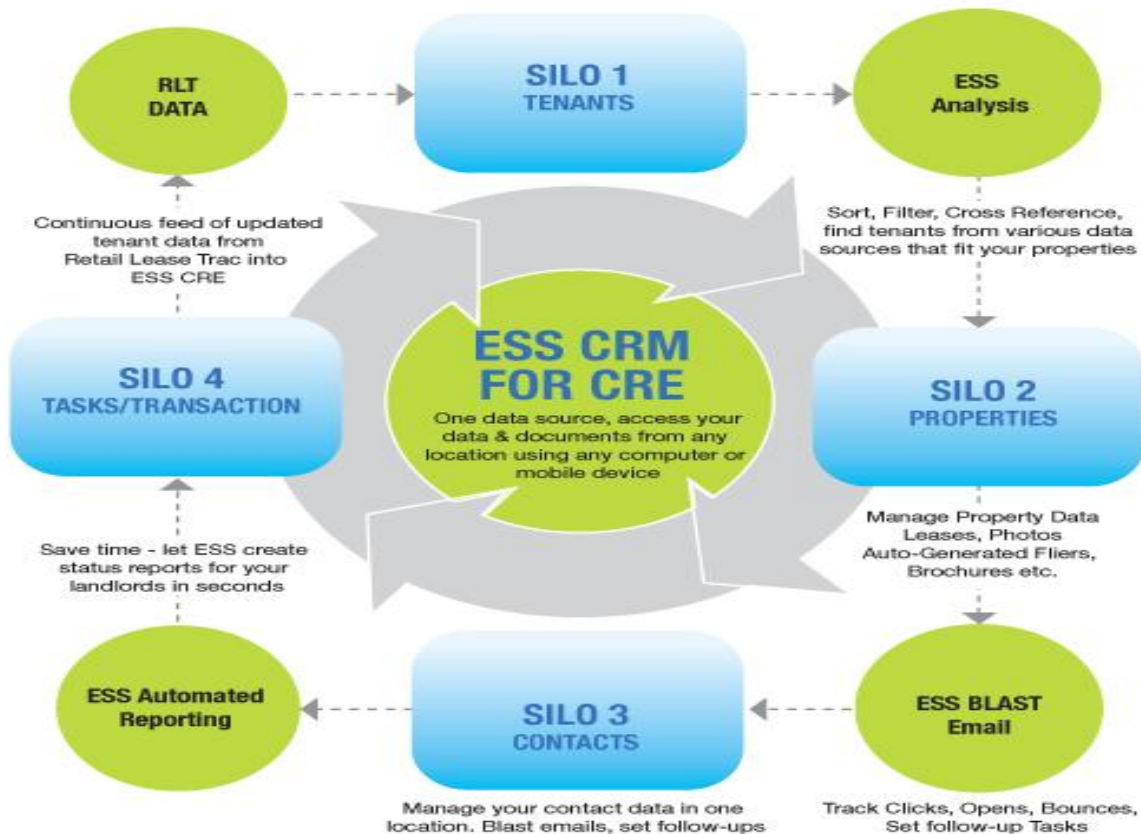 RLT
DATA
SILO 1
TENANTS
ESS
Analysis
Continuous feed of updated
tenant data from
Retail Lease Trac into
ESS CRE
Sort, Filter, Cross Reference,
find tenants from various data
sources that fit your properties
SILO 4
TASKS/TRANSACTION
ESS CRM
FOR CRE
One data source, access your
data & documents from any
location using any computer or
mobile device
SILO 2
PROPERTIES
Save time - let ESS create
status reports for your
landlords in seconds
Manage Property Data
Leases, Photos
Auto-Generated Fliers,
Brochures etc.
ESS Automated
Reporting
SILO 3
CONTACTS
ESS BLAST
Email
Manage your contact data in one
location. Blast emails, set follow-ups
Track Clicks, Opens, Bounces,
Set follow-up Tasks